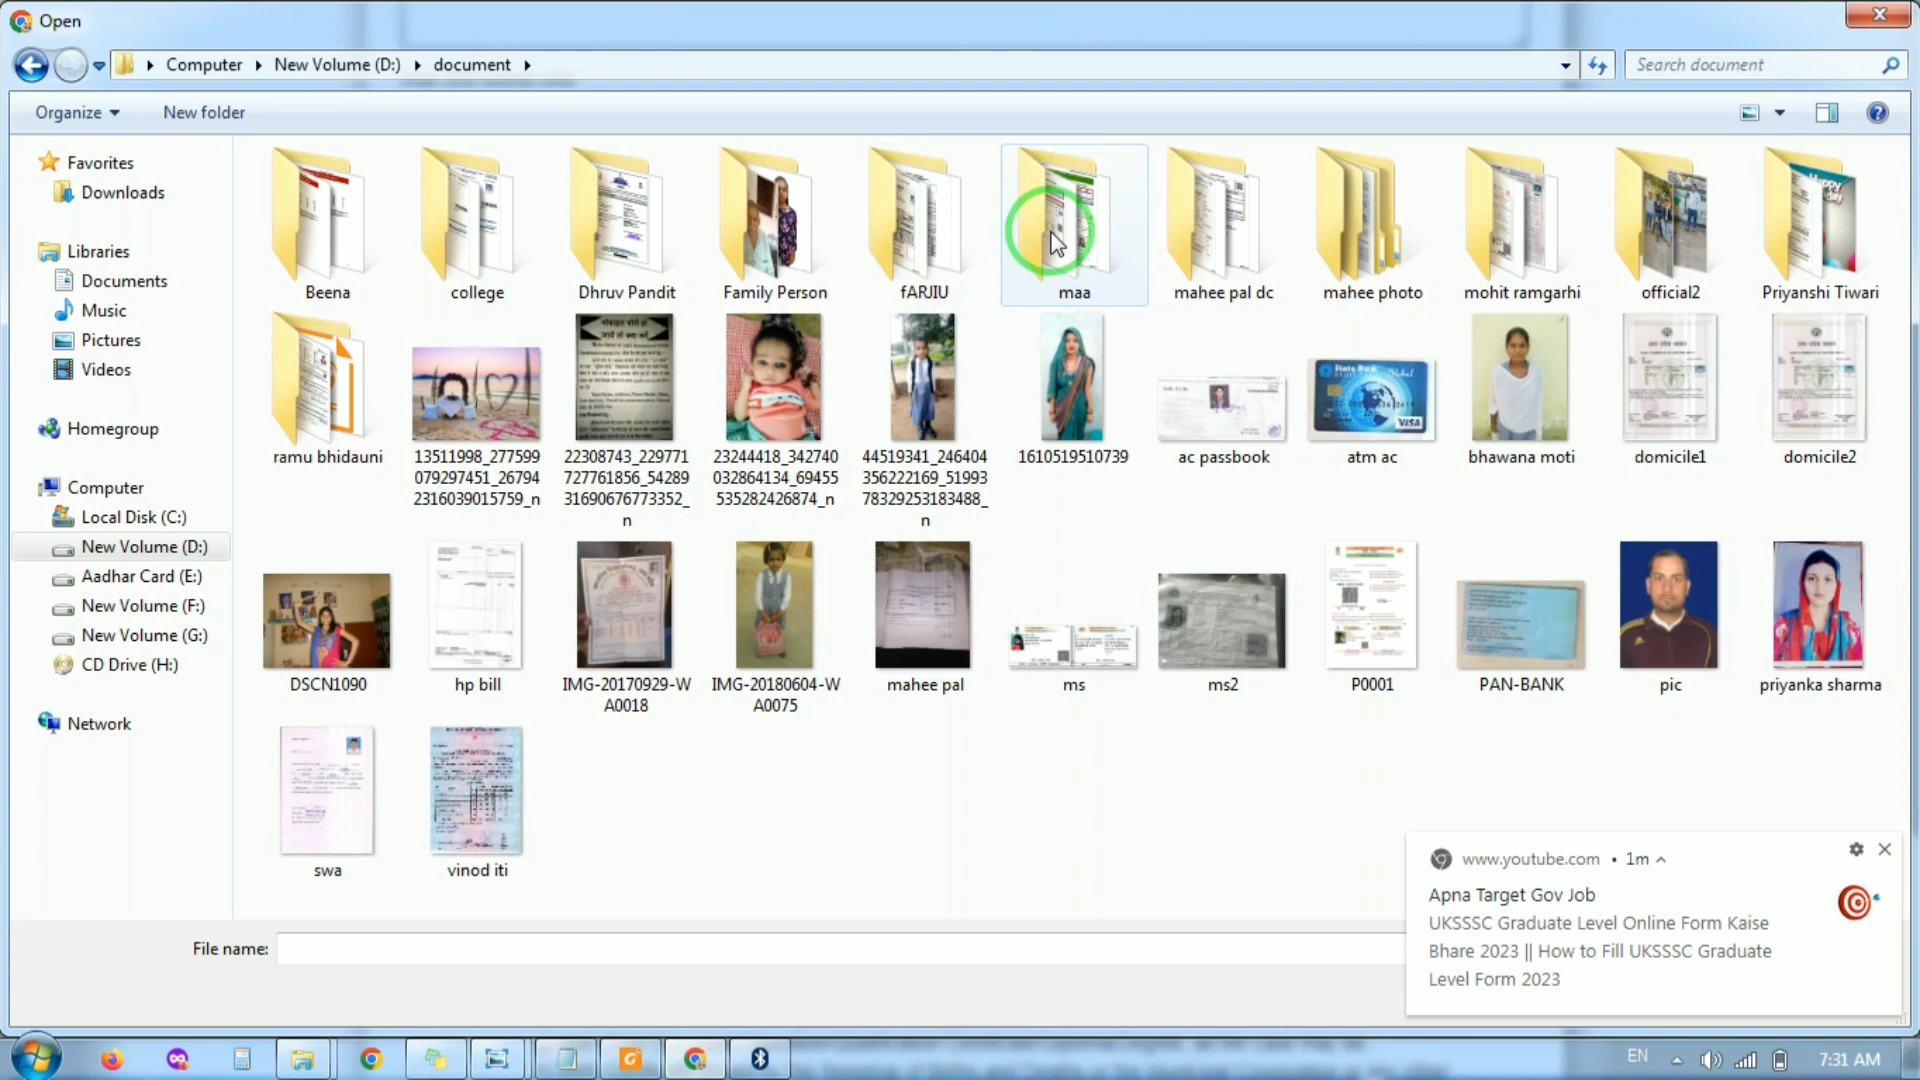 Open
Computer
New Volume (D:)
document
Search document
Organize
New folder
Favorites
Downloads
Libraries
Documents
Music
Pictures
Videos
Homegroup
Computer
Local Disk (C:)
New Volume (D:)
Aadhar Card (E:)
New Volume (F:)
New Volume (G:)
CD Drive (H:)
Network
Happy
Beena
college
Dhruv Pandit
Family Person
fARJIU
maa
mahee pal dc
mahee photo
mohit ramgarhi
official2
Priyanshi Tiwari
State Bank
VISA
ramu bhidauni
13511998_277599
079297451_26794
2316039015759_n
22308743_229771
727761856_54289
31690676773352_
n
23244418_342740
032864134_69455
535282426874_n
44519341_246404
356222169_51993
78329253183488_
n
1610519510739
ac passbook
atm ac
bhawana moti
domicile1
domicile2
DSCN1090
hp bill
IMG-20170929-W
A0018
IMG-20180604-W
A0075
mahee pal
ms
ms2
P0001
PAN-BANK
pic
priyanka sharma
swa
vinod iti
File name:
www.youtube.com • 1m
Apna Target Gov Job
UKSSSC Graduate Level Online Form Kaise
Bhare 2023 || How to Fill UKSSSC Graduate
Level Form 2023
EN
7:31 AM